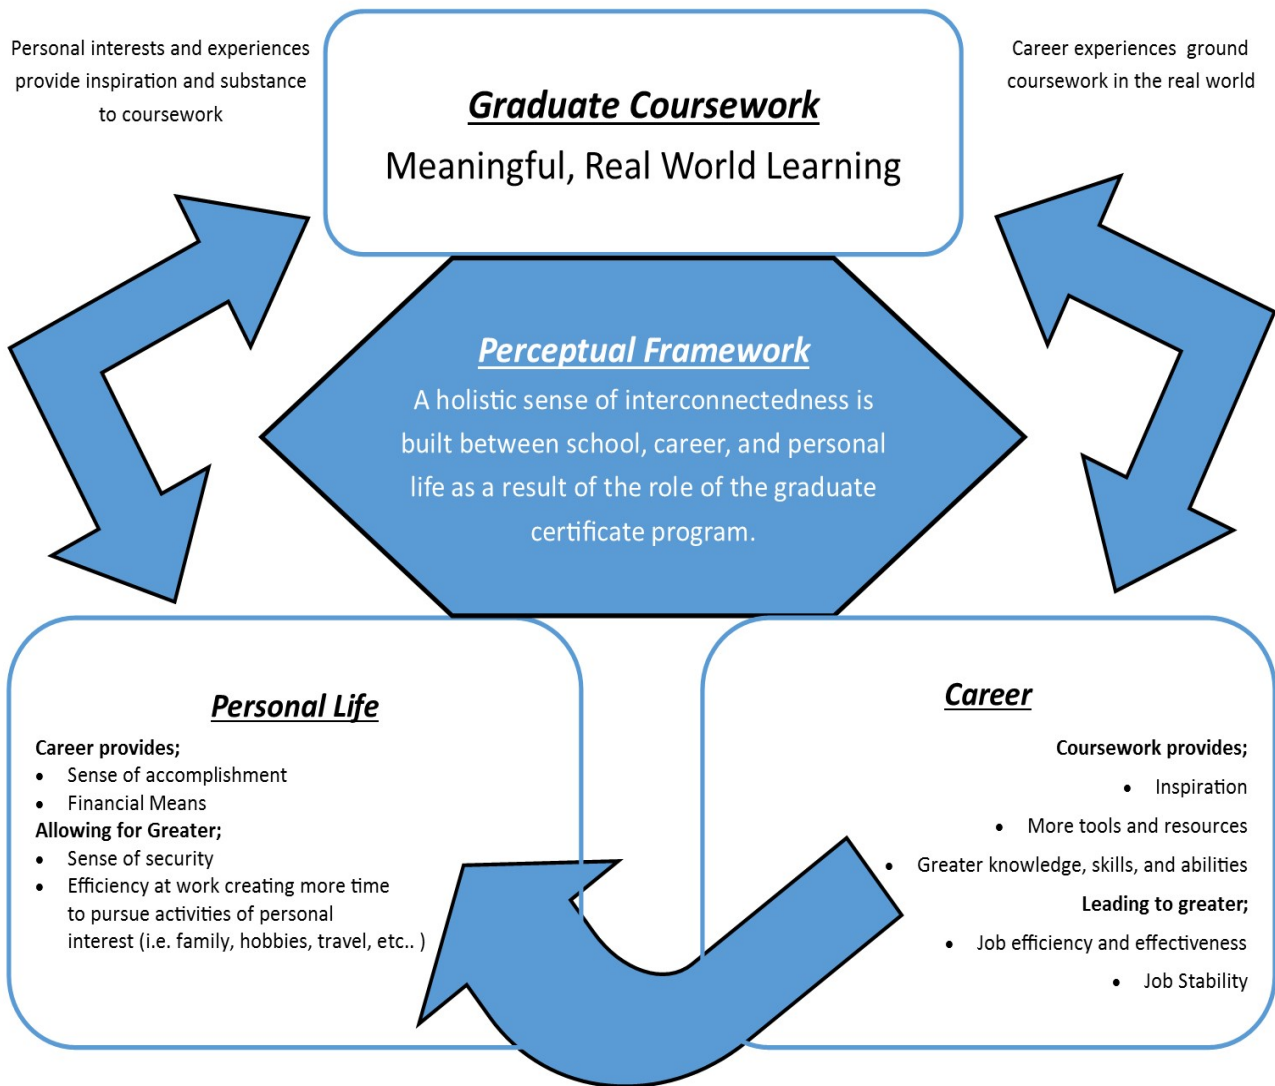 Personal interests and experiences
provide inspiration and substance
to coursework
Graduate Coursework
Meaningful, Real World Learning
Career experiences ground
coursework in the real world
Perceptual Framework
A holistic sense of interconnectedness is
built between school, career, and personal
life as a result of the role of the graduate
certificate program.
Personal Life
Career provides;
• Sense of accomplishment
• Financial Means
Allowing for Greater;
• Sense of security
• Efficiency at work creating more time
to pursue activities of personal
interest (i.e. family, hobbies, travel, etc.. )
Career
Coursework provides;
• Inspiration
• More tools and resources
• Greater knowledge, skills, and abilities
Leading to greater;
• Job efficiency and effectiveness
• Job Stability